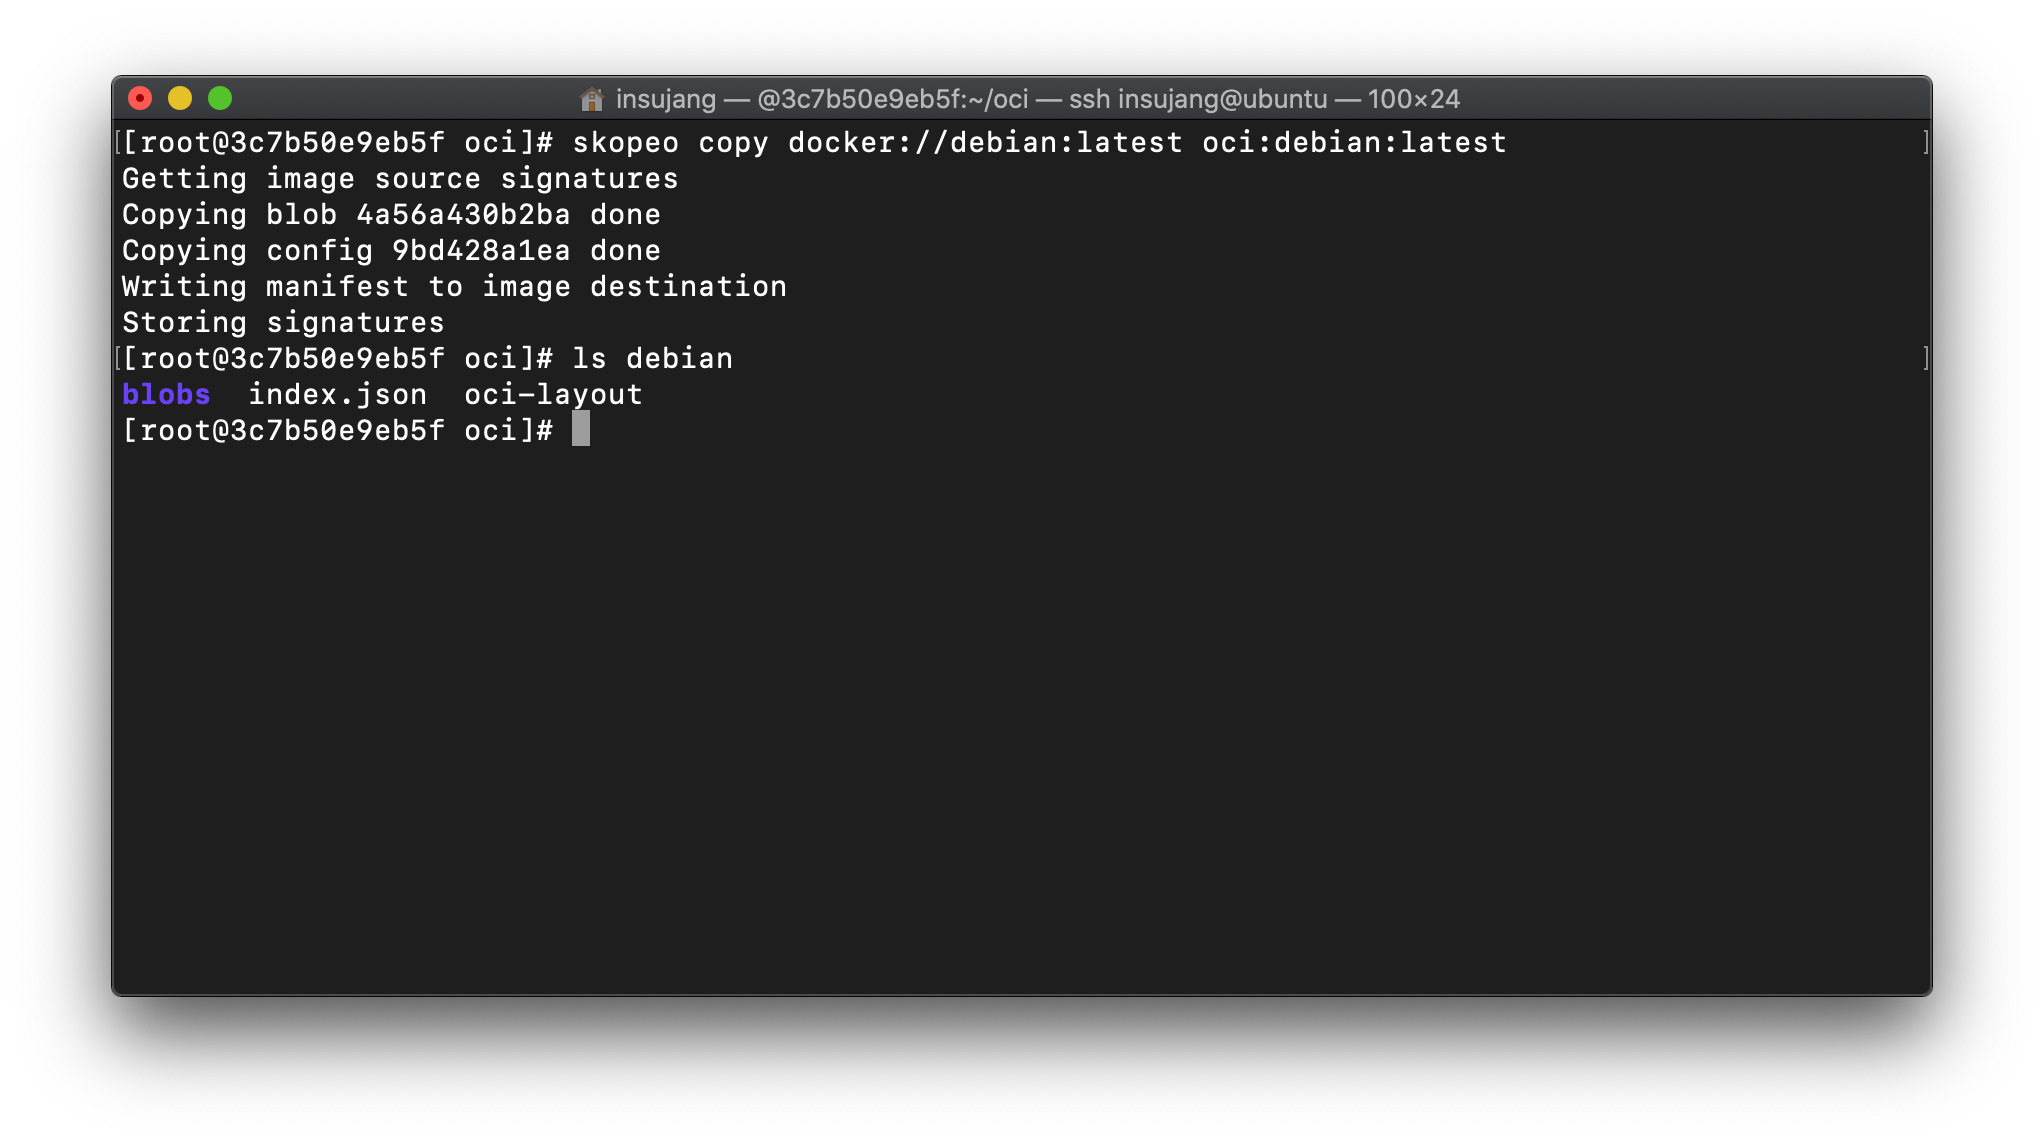 insujang — @3c7b50e9eb5f:~/oci — ssh insujang@ubuntu — 100×24
[[root@3c7b50e9eb5f oci]# skopeo copy docker://debian:latest oci:debian:latest ]
Getting image source signatures
Copying blob 4a56a430b2ba done
Copying config 9bd428a1ea done
Writing manifest to image destination
Storing signatures
[[root@3c7b50e9eb5f oci]# ls debian ]
blobs  index.json  oci-layout
[root@3c7b50e9eb5f oci]#